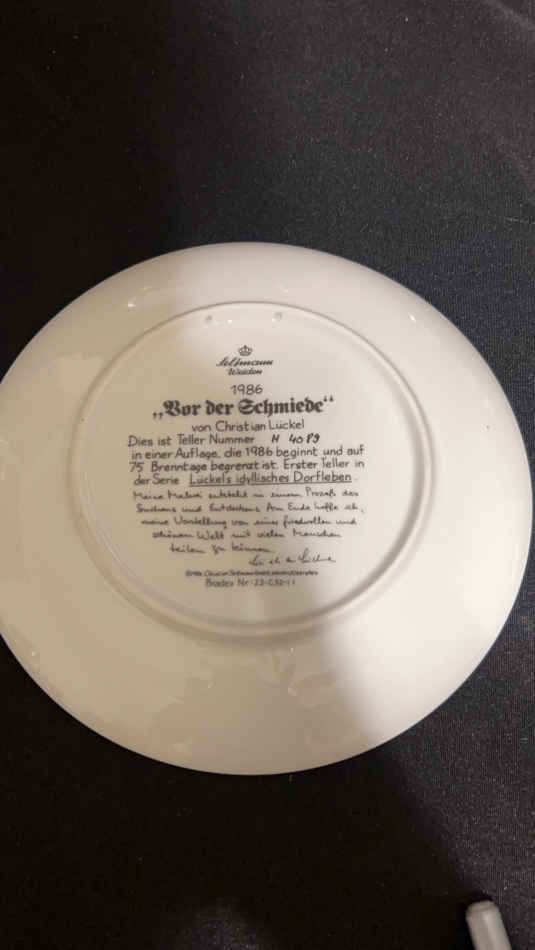 Seltmann
Weiden
1986
„Vor der Schmiede“
von Christian Lückel
Dies ist Teller Nummer H 4089
in einer Auflage, die 1986 beginnt und auf
75 Brenntage begrenzt ist. Erster Teller in
der Serie Lückels idyllisches Dorfleben.
Meine Malerei entsteht in einem Prozeß des
Suchens und Entdeckens. Am Ende hoffe ich,
meine Vorstellung von einer friedvollen und
schönen Welt mit vielen Menschen
teilen zu können.
Bradex Nr.: 22-C30-1.1